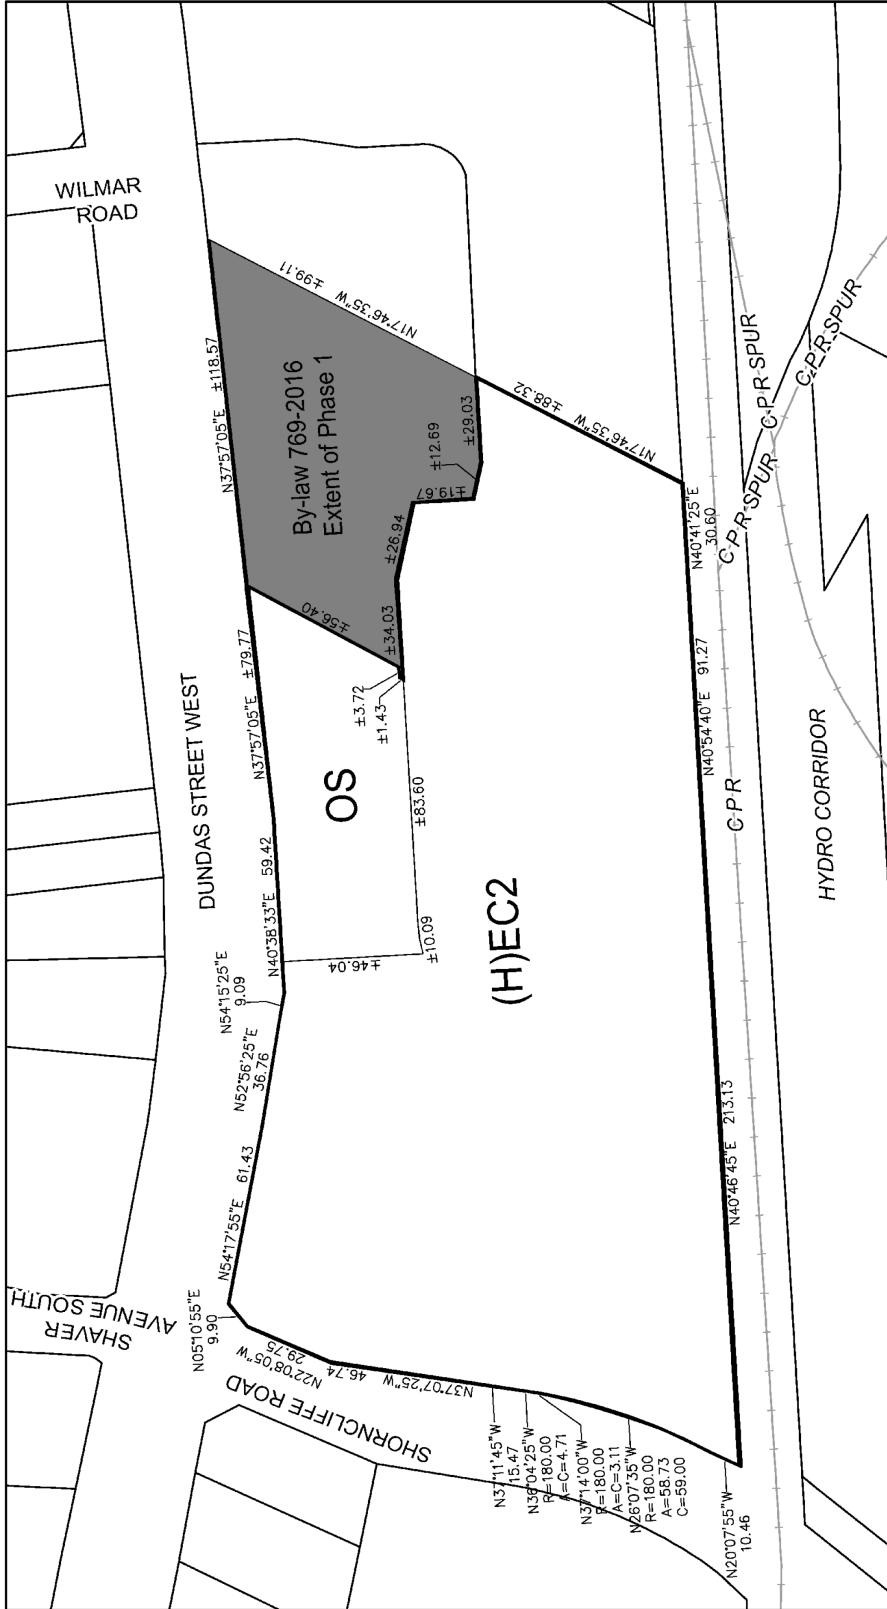 WILMAR
ROAD
DUNDAS STREET WEST
SHAVER
AVENUE SOUTH
SHORNCLIFFE ROAD
By-law 769-2016
Extent of Phase 1
OS
(H)EC2
HYDRO CORRIDOR
C-P-R
C-P-R-SPUR
C-P-R-SPUR
C-P-R-SPUR
N05°10'55"E
9.90
N54°17'55"E 61.43
N52°56'25"E
36.76
N54°15'25"E
9.09
N40°38'33"E 59.42
N37°57'05"E ±79.77
N37°57'05"E ±118.57
±99.11
N17°46'35"W
±88.32
N17°46'35"W
±29.03
±12.69
±19.67
±26.94
±34.03
±56.40
±3.72
±1.43
±83.60
±10.09
±46.04
N40°41'25"E
30.60
N40°54'40"E 91.27
N40°46'45"E 213.13
N22°08'05"W
29.75
N37°07'25"W 46.74
N37°11'45"W
15.47
N36°04'25"W
R=180.00
A=C=4.71
N37°14'00"W
R=180.00
A=C=3.11
N26°07'35"W
R=180.00
A=58.73
C=59.00
N20°07'55"W
10.46